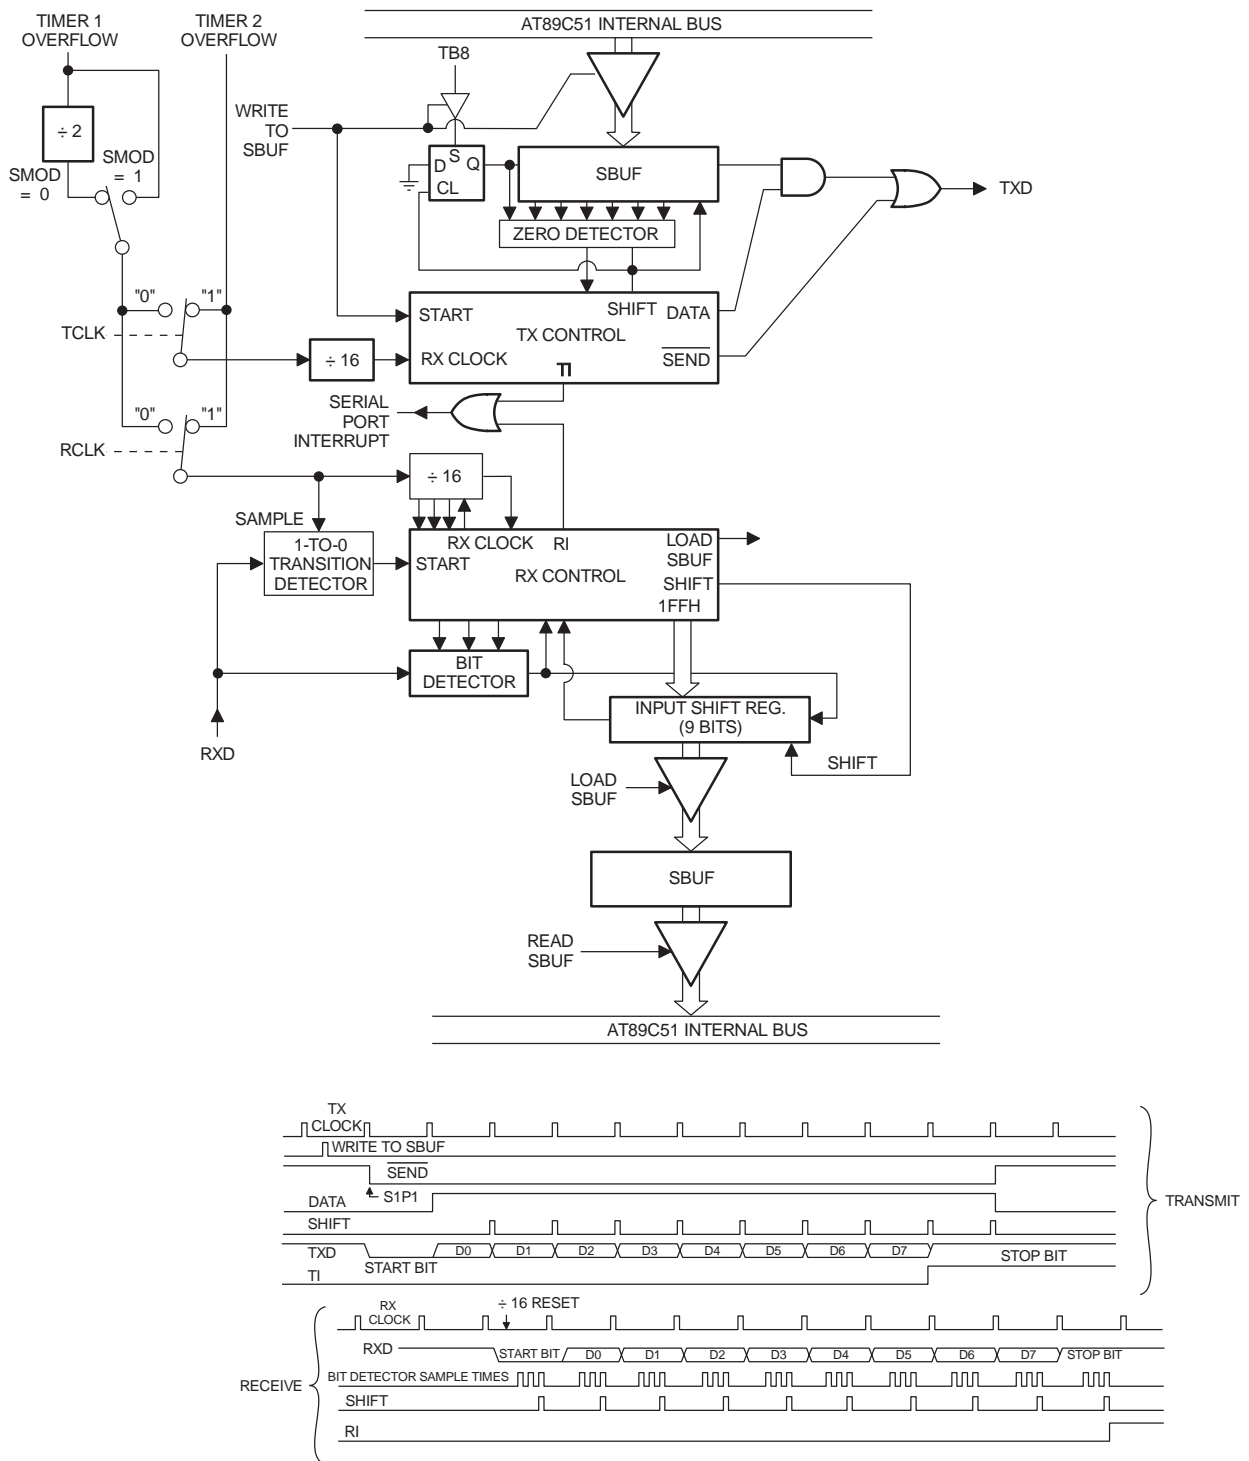 TIMER 1
OVERFLOW
TIMER 2
OVERFLOW
AT89C51 INTERNAL BUS
TB8
WRITE
TO
SBUF
÷ 2
SMOD
= 0
SMOD
= 1
D
S
Q
CL
SBUF
TXD
ZERO DETECTOR
"0"
"1"
TCLK
START
SHIFT
DATA
TX CONTROL
÷ 16
RX CLOCK
TI
SEND
SERIAL
PORT
INTERRUPT
"0"
"1"
RCLK
÷ 16
SAMPLE
1-TO-0
TRANSITION
DETECTOR
RX CLOCK
RI
LOAD
SBUF
START
RX CONTROL
SHIFT
1FFH
BIT
DETECTOR
INPUT SHIFT REG.
(9 BITS)
RXD
SHIFT
LOAD
SBUF
SBUF
READ
SBUF
AT89C51 INTERNAL BUS
TX
CLOCK
WRITE TO SBUF
SEND
S1P1
DATA
TRANSMIT
SHIFT
TXD
D0 D1 D2 D3 D4 D5 D6 D7
START BIT
STOP BIT
TI
RX
CLOCK
÷ 16 RESET
RXD
START BIT D0 D1 D2 D3 D4 D5 D6 D7 STOP BIT
BIT DETECTOR SAMPLE TIMES
RECEIVE
SHIFT
RI